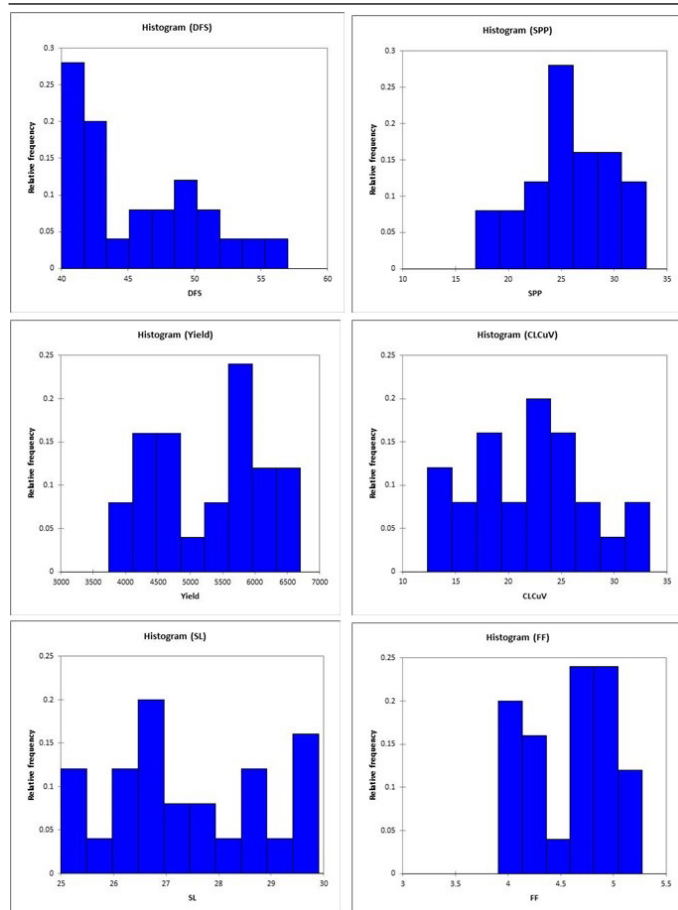 Histogram (DFS)
0.3
0.25
0.2
0.15
0.1
0.05
0
Relative frequency
40 45 50 55 60
DFS
Histogram (SPP)
0.3
0.25
0.2
0.15
0.1
0.05
0
Relative frequency
10 15 20 25 30 35
SPP
Histogram (Yield)
0.25
0.2
0.15
0.1
0.05
0
Relative frequency
3000 3500 4000 4500 5000 5500 6000 6500 7000
Yield
Histogram (CLCuV)
0.25
0.2
0.15
0.1
0.05
0
Relative frequency
10 15 20 25 30 35
CLCuV
Histogram (SL)
0.25
0.2
0.15
0.1
0.05
0
Relative frequency
25 26 27 28 29 30
SL
Histogram (FF)
0.25
0.2
0.15
0.1
0.05
0
Relative frequency
3 3.5 4 4.5 5 5.5
FF